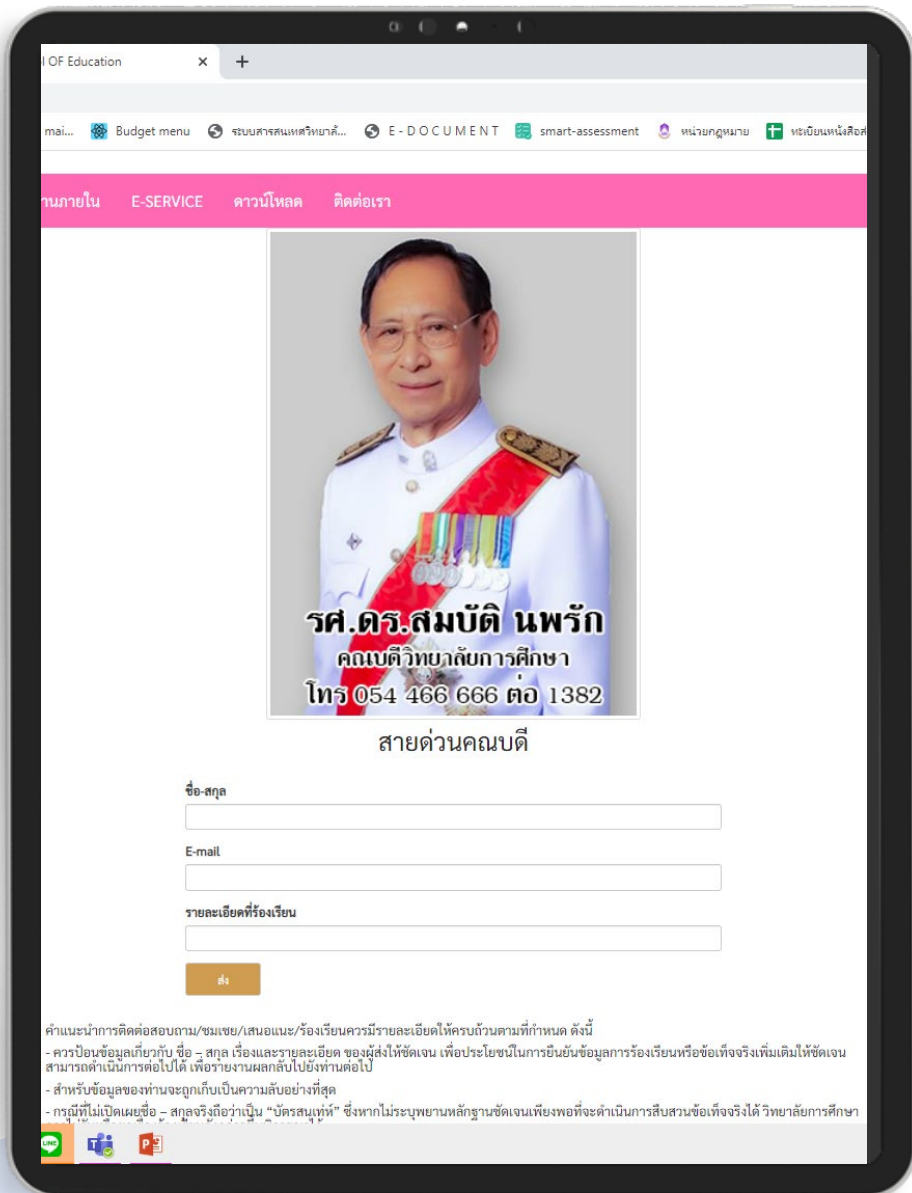 OF Education × +
mai... Budget menu ระบบสารสนเทศวิทยาลั... E-DOCUMENT smart-assessment หน่วยกฎหมาย ทะเบียนหนังสือส่
านภายใน E-SERVICE ดาวน์โหลด ติดต่อเรา
รศ.ดร.สมบัติ นพรัก
คณบดีวิทยาลัยการศึกษา
โทร 054 466 666 ต่อ 1382
สายด่วนคณบดี
ชื่อ-สกุล
E-mail
รายละเอียดที่ร้องเรียน
ส่ง
คำแนะนำการติดต่อสอบถาม/ชมเชย/เสนอแนะ/ร้องเรียนควรมีรายละเอียดให้ครบถ้วนตามที่กำหนด ดังนี้
- ควรป้อนข้อมูลเกี่ยวกับ ชื่อ – สกุล เรื่องและรายละเอียด ของผู้ส่งให้ชัดเจน เพื่อประโยชน์ในการยืนยันข้อมูลการร้องเรียนหรือข้อเท็จจริงเพิ่มเติมให้ชัดเจน
สามารถดำเนินการต่อไปได้ เพื่อรายงานผลกลับไปยังท่านต่อไป
- สำหรับข้อมูลของท่านจะถูกเก็บเป็นความลับอย่างที่สุด
- กรณีที่ไม่เปิดเผยชื่อ – สกุลจริงถือว่าเป็น “บัตรสนเท่ห์” ซึ่งหากไม่ระบุพยานหลักฐานชัดเจนเพียงพอที่จะดำเนินการสืบสวนข้อเท็จจริงได้ วิทยาลัยการศึกษา
LINE